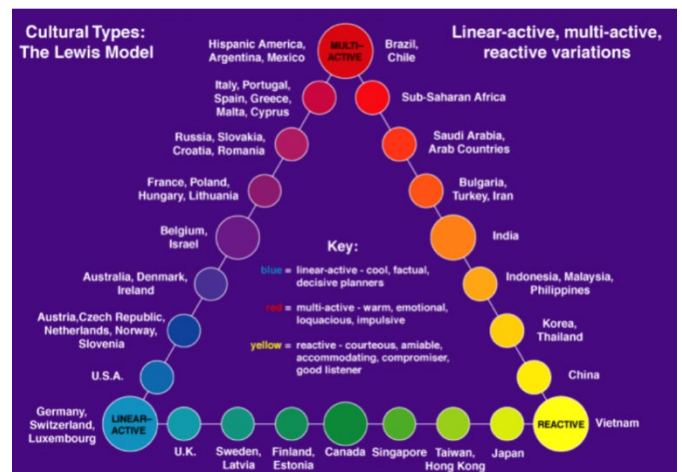 Cultural Types:
The Lewis Model
Linear-active, multi-active,
reactive variations
Hispanic America,
Argentina, Mexico
MULTI-
ACTIVE
Brazil,
Chile
Italy, Portugal,
Spain, Greece,
Malta, Cyprus
Sub-Saharan Africa
Russia, Slovakia,
Croatia, Romania
Saudi Arabia,
Arab Countries
France, Poland,
Hungary, Lithuania
Bulgaria,
Turkey, Iran
Belgium,
Israel
India
Key:
blue = linear-active - cool, factual,
decisive planners
red = multi-active - warm, emotional,
loquacious, impulsive
yellow = reactive - courteous, amiable,
accommodating, compromiser,
good listener
Australia, Denmark,
Ireland
Indonesia, Malaysia,
Philippines
Austria,Czech Republic,
Netherlands, Norway,
Slovenia
Korea,
Thailand
U.S.A.
China
Germany,
Switzerland,
Luxembourg
LINEAR-
ACTIVE
U.K.
Sweden,
Latvia
Finland,
Estonia
Canada
Singapore
Taiwan,
Hong Kong
Japan
REACTIVE
Vietnam